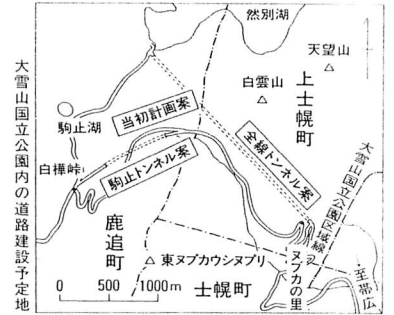 大雪山国立公園内の道路建設予定地
然別湖
天望山
白雲山
上士幌町
駒止湖
当初計画案
白樺峠
駒止トンネル案
全線トンネル案
大雪山国立公園区域線
鹿追町
東ヌプカウシヌプリ
ヌプカの里
至帯広
士幌町
0 500 1000m